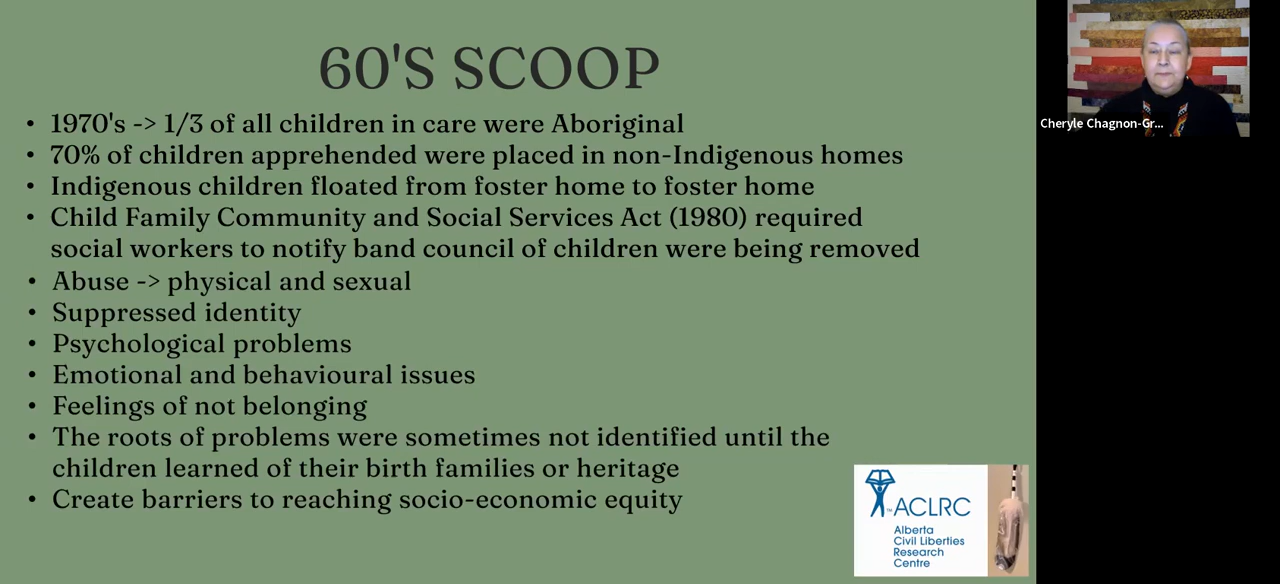 60'S SCOOP
• 1970's -> 1/3 of all children in care were Aboriginal
• 70% of children apprehended were placed in non-Indigenous homes
• Indigenous children floated from foster home to foster home
• Child Family Community and Social Services Act (1980) required
social workers to notify band council of children were being removed
• Abuse -> physical and sexual
• Suppressed identity
• Psychological problems
• Emotional and behavioural issues
• Feelings of not belonging
• The roots of problems were sometimes not identified until the
children learned of their birth families or heritage
• Create barriers to reaching socio-economic equity
™ACLRC
Alberta
Civil Liberties
Research
Centre
Cheryle Chagnon-Gr...